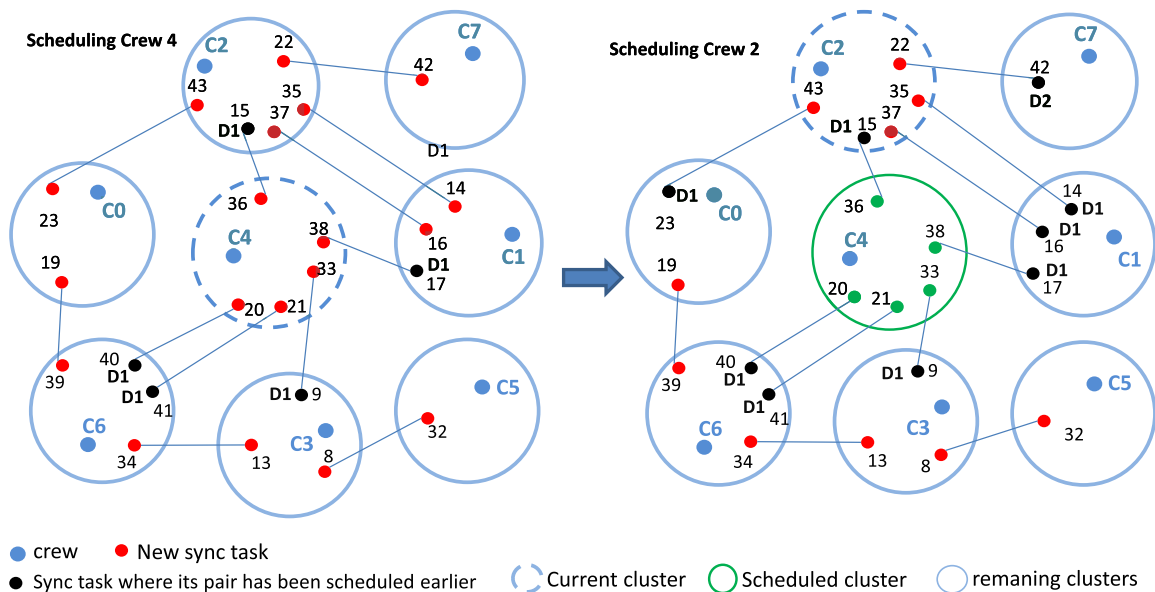 Scheduling Crew 4
C2
22
C7
42
43
35
15
37
D1
D1
C0
14
36
23
38
16
C4
C1
33
D1
17
19
20
21
40
39
D1
D1
41
D1
9
C5
C6
C3
32
34
13
8
Scheduling Crew 2
C2
22
C7
42
D2
43
35
D1
15
37
D1
C0
14
D1
36
23
D1
16
38
C4
C1
33
D1
17
19
20
21
40
39
D1
D1
9
D1
41
C5
C6
C3
32
34
13
8
crew
New sync task
Sync task where its pair has been scheduled earlier
Current cluster
Scheduled cluster
remaning clusters